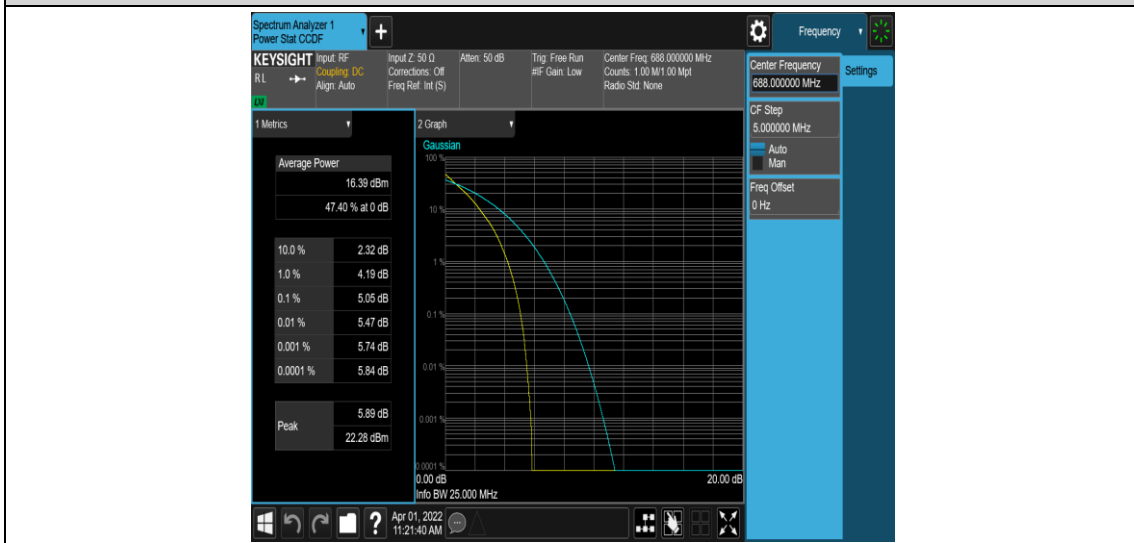 Spectrum Analyzer 1
Power Stat CCDF
+
Frequency
KEYSIGHT
RL
LXI
Input: RF
Coupling: DC
Align: Auto
Input Z: 50 Ω
Corrections: Off
Freq Ref: Int (S)
Atten: 50 dB
Trig: Free Run
#IF Gain: Low
Center Freq: 688.000000 MHz
Counts: 1.00 M/1.00 Mpt
Radio Std: None
Center Frequency
688.000000 MHz
Settings
CF Step
5.000000 MHz
Auto
Man
Freq Offset
0 Hz
1 Metrics
Average Power
16.39 dBm
47.40 % at 0 dB
10.0 % 2.32 dB
1.0 % 4.19 dB
0.1 % 5.05 dB
0.01 % 5.47 dB
0.001 % 5.74 dB
0.0001 % 5.84 dB
Peak
5.89 dB
22.28 dBm
2 Graph
Gaussian
100 %
10 %
1 %
0.1 %
0.01 %
0.001 %
0.0001 %
0.00 dB 20.00 dB
Info BW 25.000 MHz
?
Apr 01, 2022
11:21:40 AM